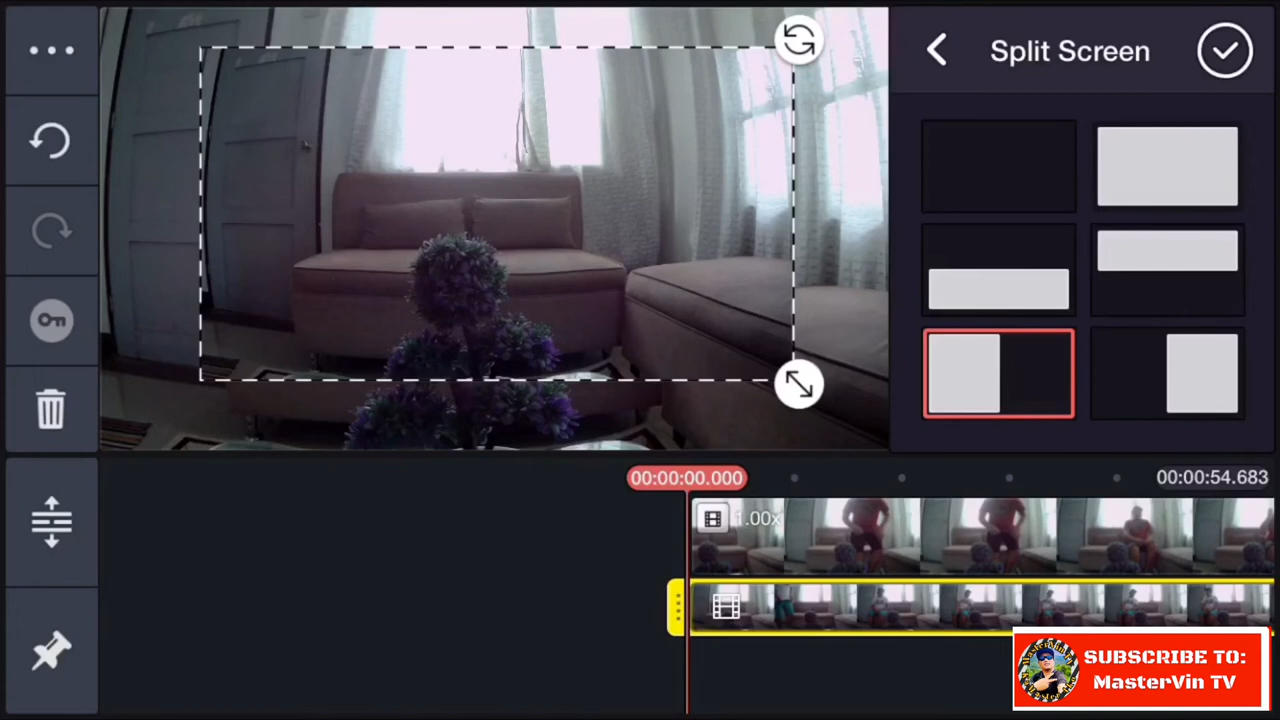 Split Screen
00:00:00.000
00:00:54.683
1.00x
SUBSCRIBE TO:
MasterVin TV